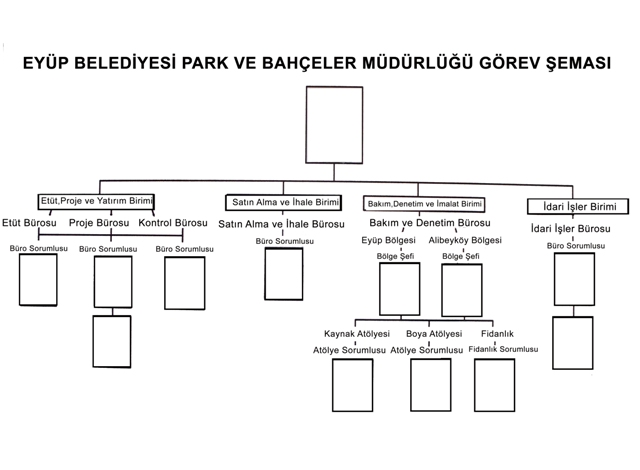 EYÜP BELEDİYESİ PARK VE BAHÇELER MÜDÜRLÜĞÜ GÖREV ŞEMASI
Etüt,Proje ve Yatırım Birimi
Satın Alma ve İhale Birimi
Bakım,Denetim ve İmalat Birimi
İdari İşler Birimi
Etüt Bürosu
Proje Bürosu
Kontrol Bürosu
Satın Alma ve İhale Bürosu
Bakım ve Denetim Bürosu
İdari İşler Bürosu
Eyüp Bölgesi
Alibeyköy Bölgesi
Büro Sorumlusu
Büro Sorumlusu
Büro Sorumlusu
Büro Sorumlusu
Bölge Şefi
Bölge Şefi
Büro Sorumlusu
Kaynak Atölyesi
Boya Atölyesi
Fidanlık
Atölye Sorumlusu
Atölye Sorumlusu
Fidanlık Sorumlusu